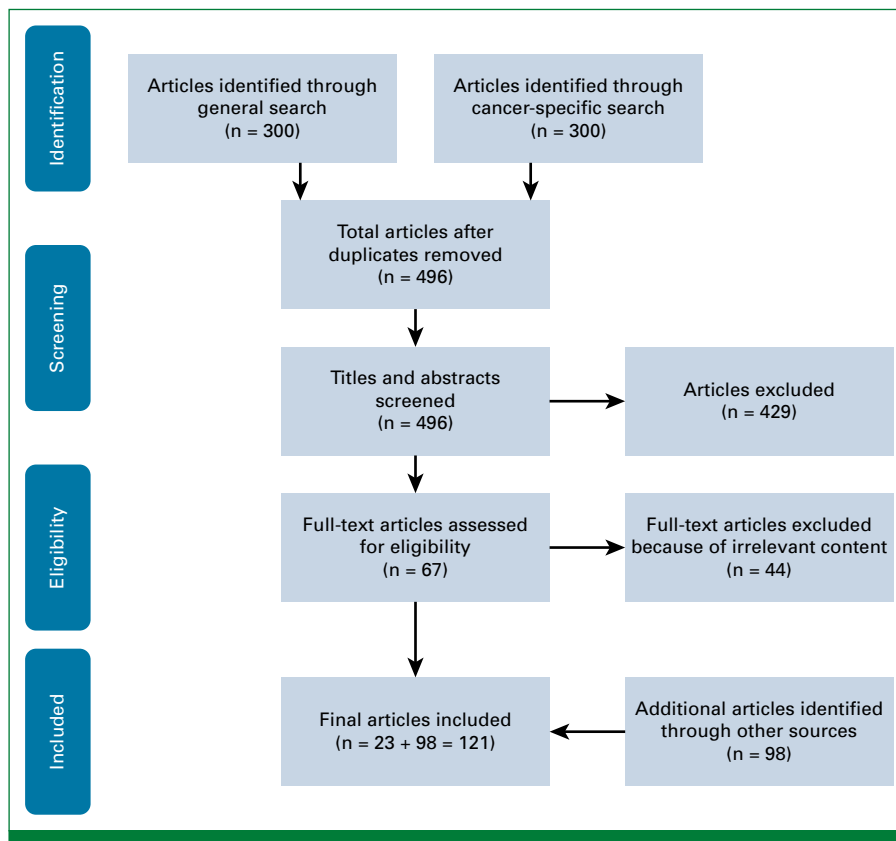 Identification
Articles identified through
general search
(n = 300)
Articles identified through
cancer-specific search
(n = 300)
Total articles after
duplicates removed
(n = 496)
Screening
Titles and abstracts
screened
(n = 496)
Articles excluded
(n = 429)
Eligibility
Full-text articles assessed
for eligibility
(n = 67)
Full-text articles excluded
because of irrelevant content
(n = 44)
Included
Final articles included
(n = 23 + 98 = 121)
Additional articles identified
through other sources
(n = 98)